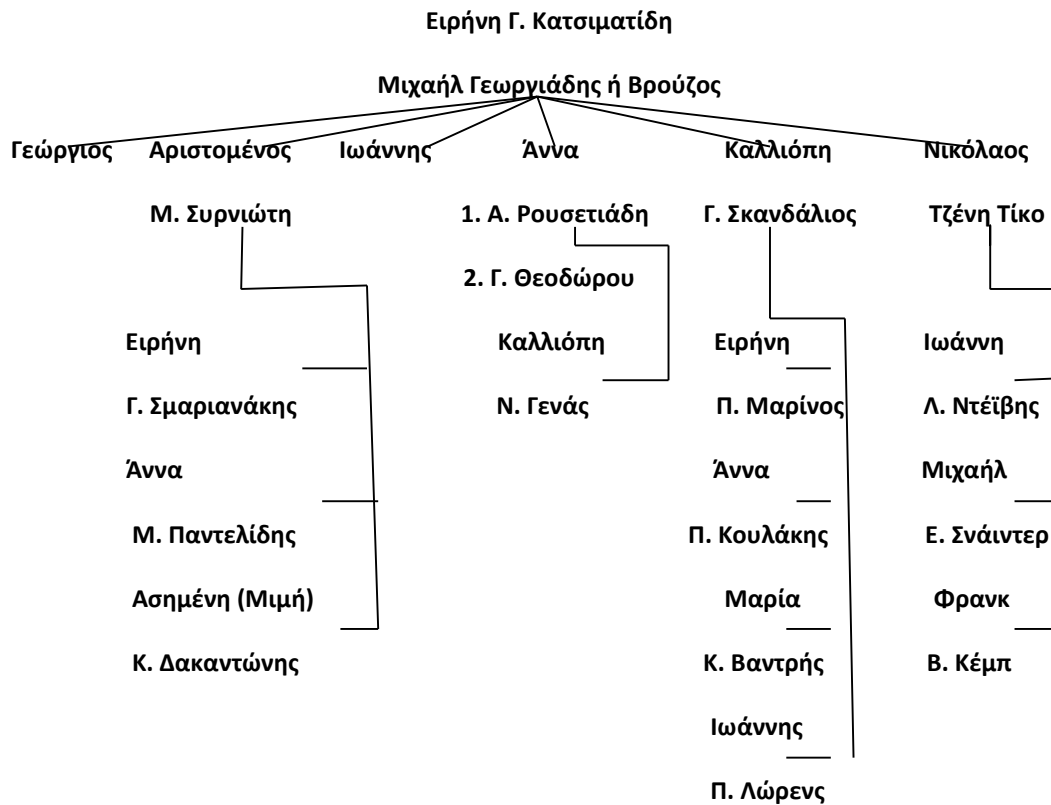 Ειρήνη Γ. Κατσιματίδη
Μιχαήλ Γεωργιάδης ή Βρούζος
Γεώργιος Αριστομένος Ιωάννης Άννα Καλλιόπη Νικόλαος
Μ. Συρνιώτη 1. Α. Ρουσετιάδη Γ. Σκανδάλιος Τζένη Τίκο
2. Γ. Θεοδώρου
Ειρήνη Καλλιόπη Ειρήνη Ιωάννη
Γ. Σμαριανάκης Ν. Γενάς Π. Μαρίνος Λ. Ντέϊβης
Άννα Άννα Μιχαήλ
Μ. Παντελίδης Π. Κουλάκης Ε. Σνάιντερ
Ασημένη (Μιμή) Μαρία Φρανκ
Κ. Δακαντώνης Κ. Βαντρής Β. Κέμπ
Ιωάννης
Π. Λώρενς